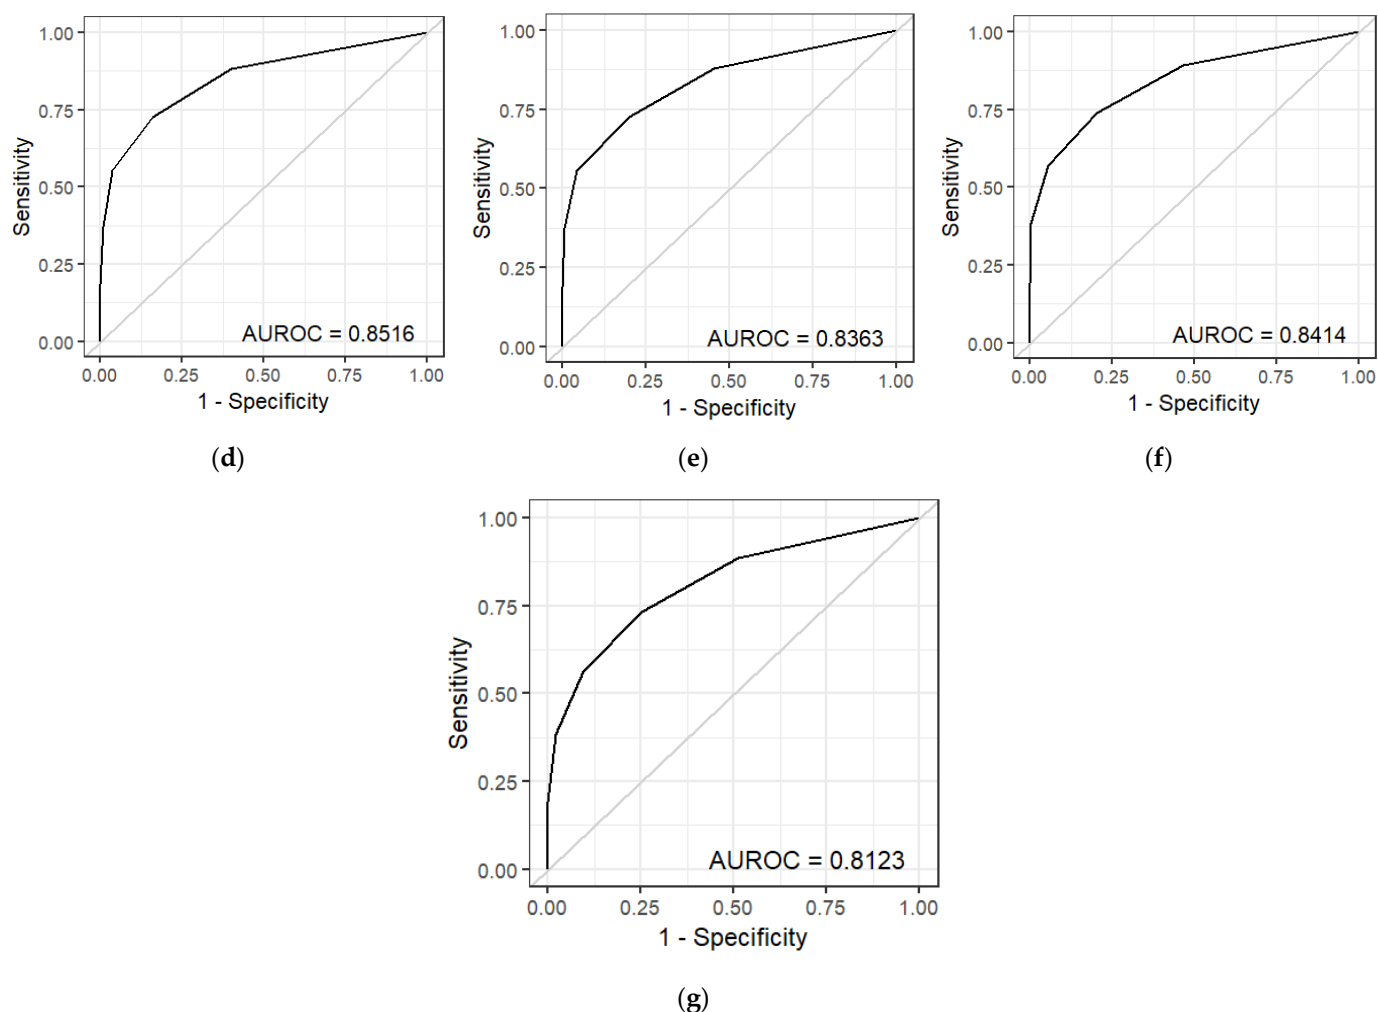 1.00
0.75
0.50
0.25
0.00
Sensitivity
AUROC = 0.8516
0.00 0.25 0.50 0.75 1.00
1 - Specificity
(d)
1.00
0.75
0.50
0.25
0.00
Sensitivity
AUROC = 0.8363
0.00 0.25 0.50 0.75 1.00
1 - Specificity
(e)
1.00
0.75
0.50
0.25
0.00
Sensitivity
AUROC = 0.8414
0.00 0.25 0.50 0.75 1.00
1 - Specificity
(f)
1.00
0.75
0.50
0.25
0.00
Sensitivity
AUROC = 0.8123
0.00 0.25 0.50 0.75 1.00
1 - Specificity
(g)